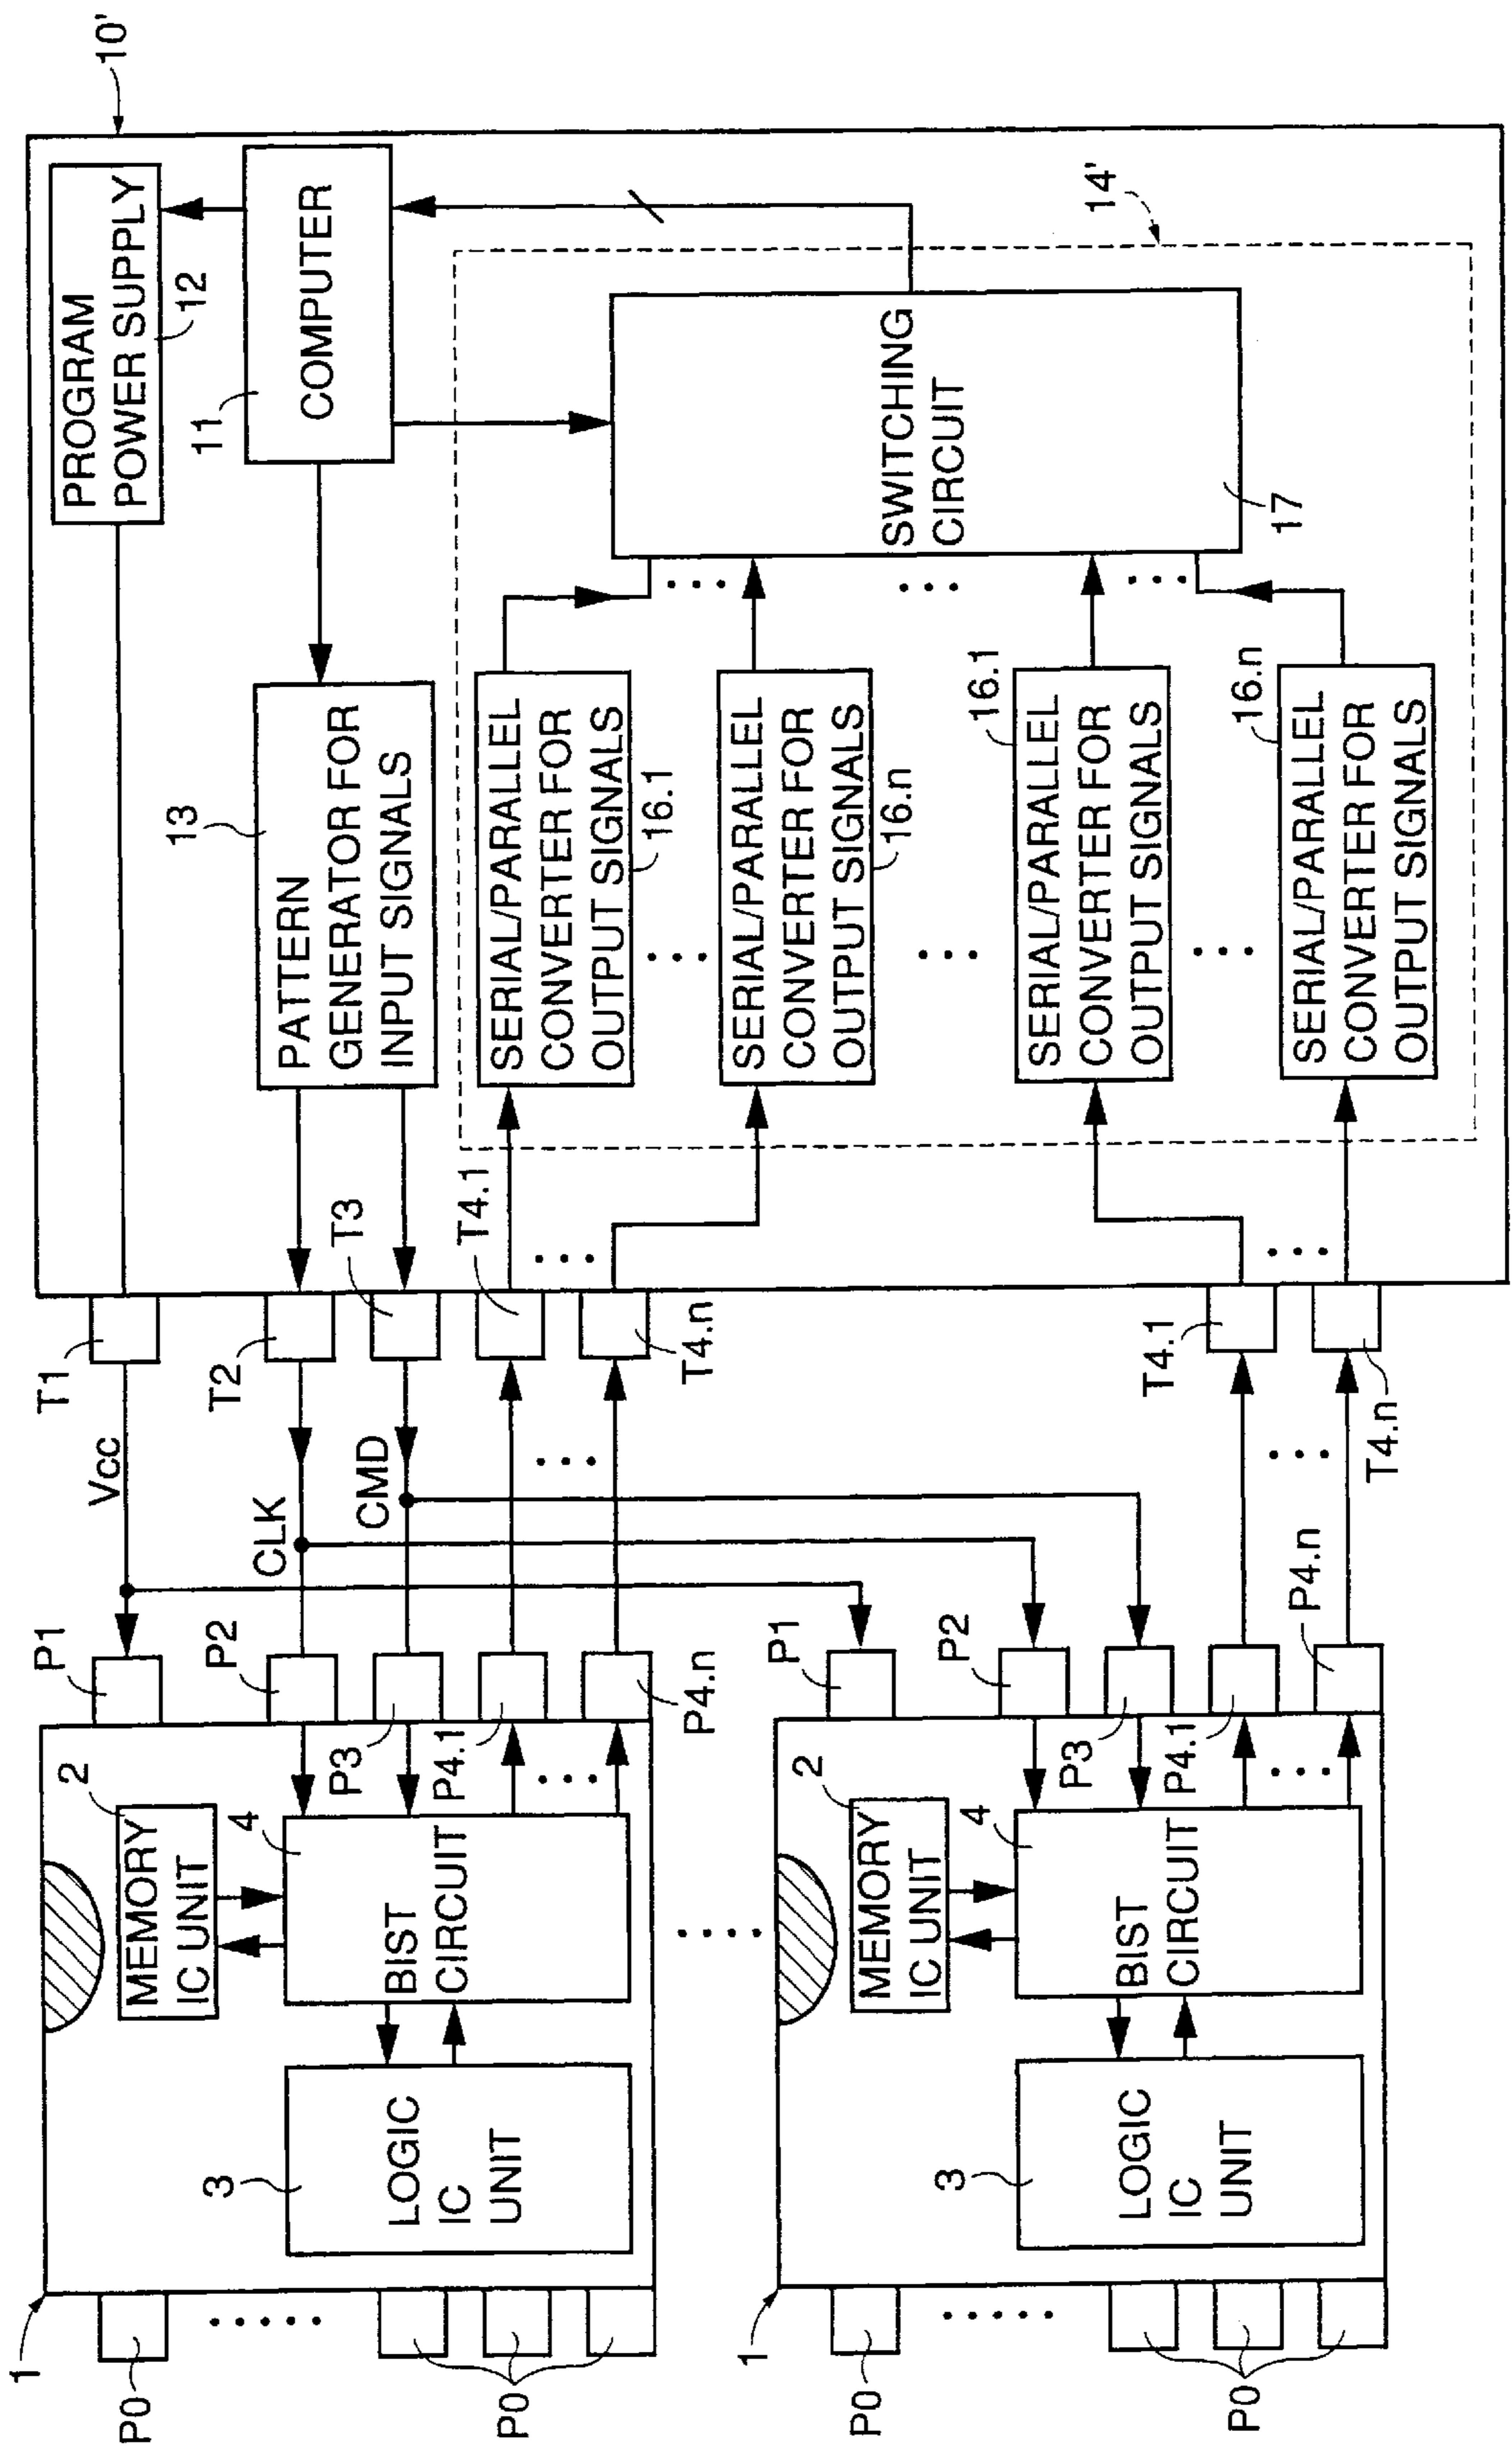 10'
PROGRAM
POWER SUPPLY
12
11
COMPUTER
13
PATTERN
GENERATOR FOR
INPUT SIGNALS
14'
SERIAL/PARALLEL
CONVERTER FOR
OUTPUT SIGNALS
16.1
SERIAL/PARALLEL
CONVERTER FOR
OUTPUT SIGNALS
16.n
SERIAL/PARALLEL
CONVERTER FOR
OUTPUT SIGNALS
16.1
SERIAL/PARALLEL
CONVERTER FOR
OUTPUT SIGNALS
16.n
SWITCHING
CIRCUIT
17
T1
T2
T3
T4.1
T4.n
T4.1
T4.n
Vcc
CLK
CMD
P1
P2
P3
P4.1
P4.n
1
2
MEMORY
IC UNIT
4
BIST
CIRCUIT
3
LOGIC
IC
UNIT
P0
P0
P1
P2
P3
P4.1
P4.n
1
2
MEMORY
IC UNIT
4
BIST
CIRCUIT
3
LOGIC
IC
UNIT
P0
P0